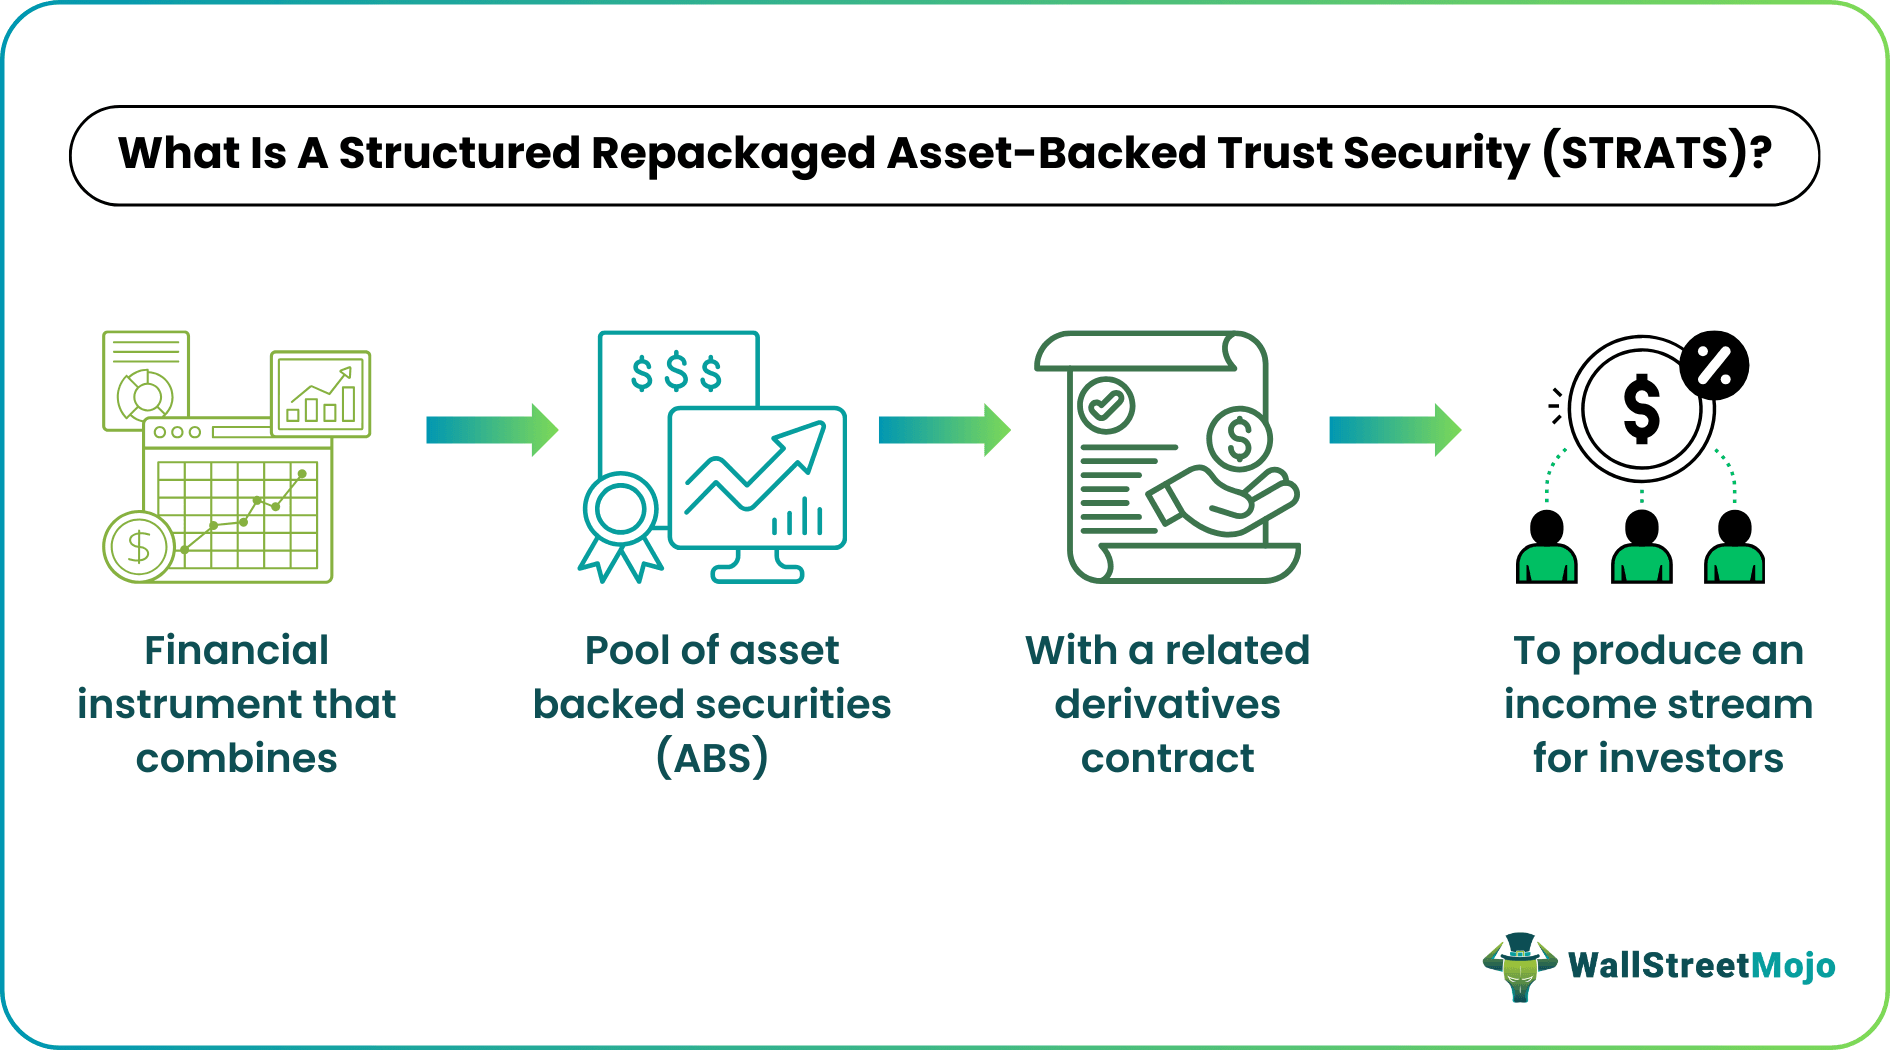 What Is A Structured Repackaged Asset-Backed Trust Security (STRATS)?
$ $ $
$
%
$
$
Financial
instrument that
combines
Pool of asset
backed securities
(ABS)
With a related
derivatives
contract
To produce an
income stream
for investors
WallStreetMojo